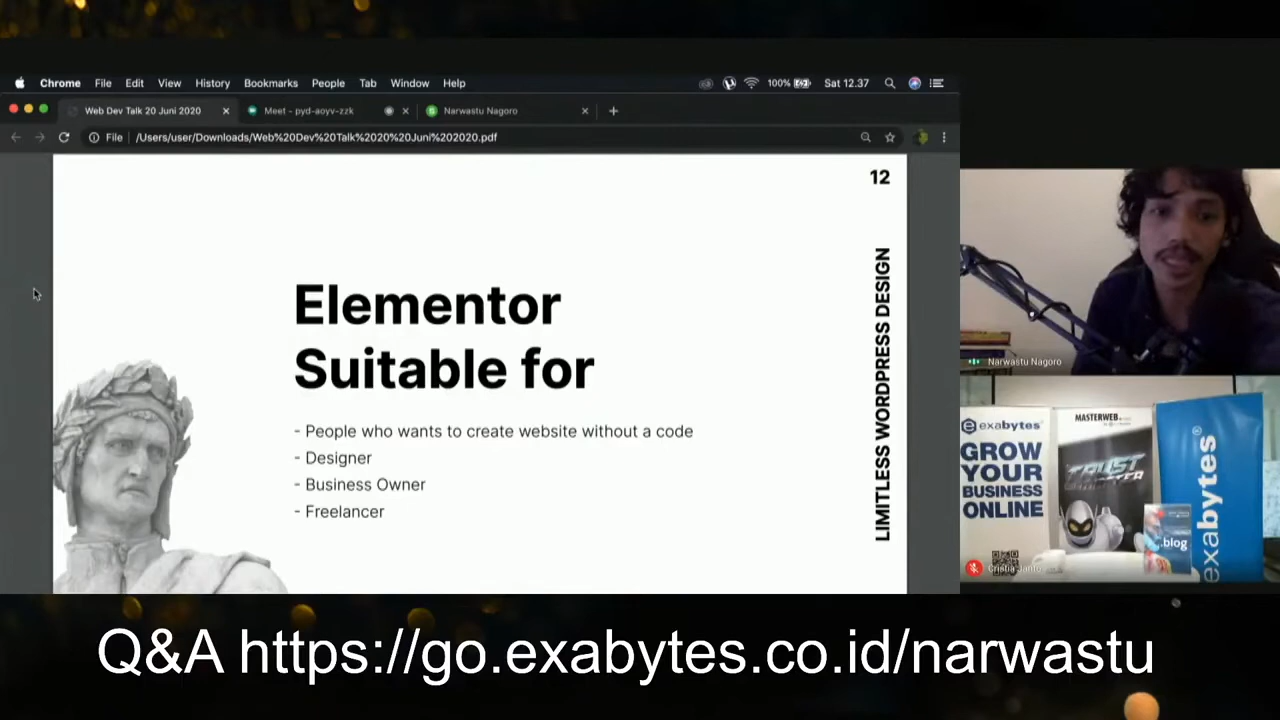 Chrome File Edit View History Bookmarks People Tab Window Help 100% Sat 12.37
Web Dev Talk 20 Juni 2020
Meet - pyd-aoyv-zzk
Narwastu Nagoro
File /Users/user/Downloads/Web%20Dev%20Talk%2020%20Juni%202020.pdf
12
LIMITLESS WORDPRESS DESIGN
Elementor
Suitable for
- People who wants to create website without a code
- Designer
- Business Owner
- Freelancer
Narwastu Nagoro
exabytes
GROW
YOUR
BUSINESS
ONLINE
MASTERWEB
TRUST
exabytes
.blog
Q&A https://go.exabytes.co.id/narwastu